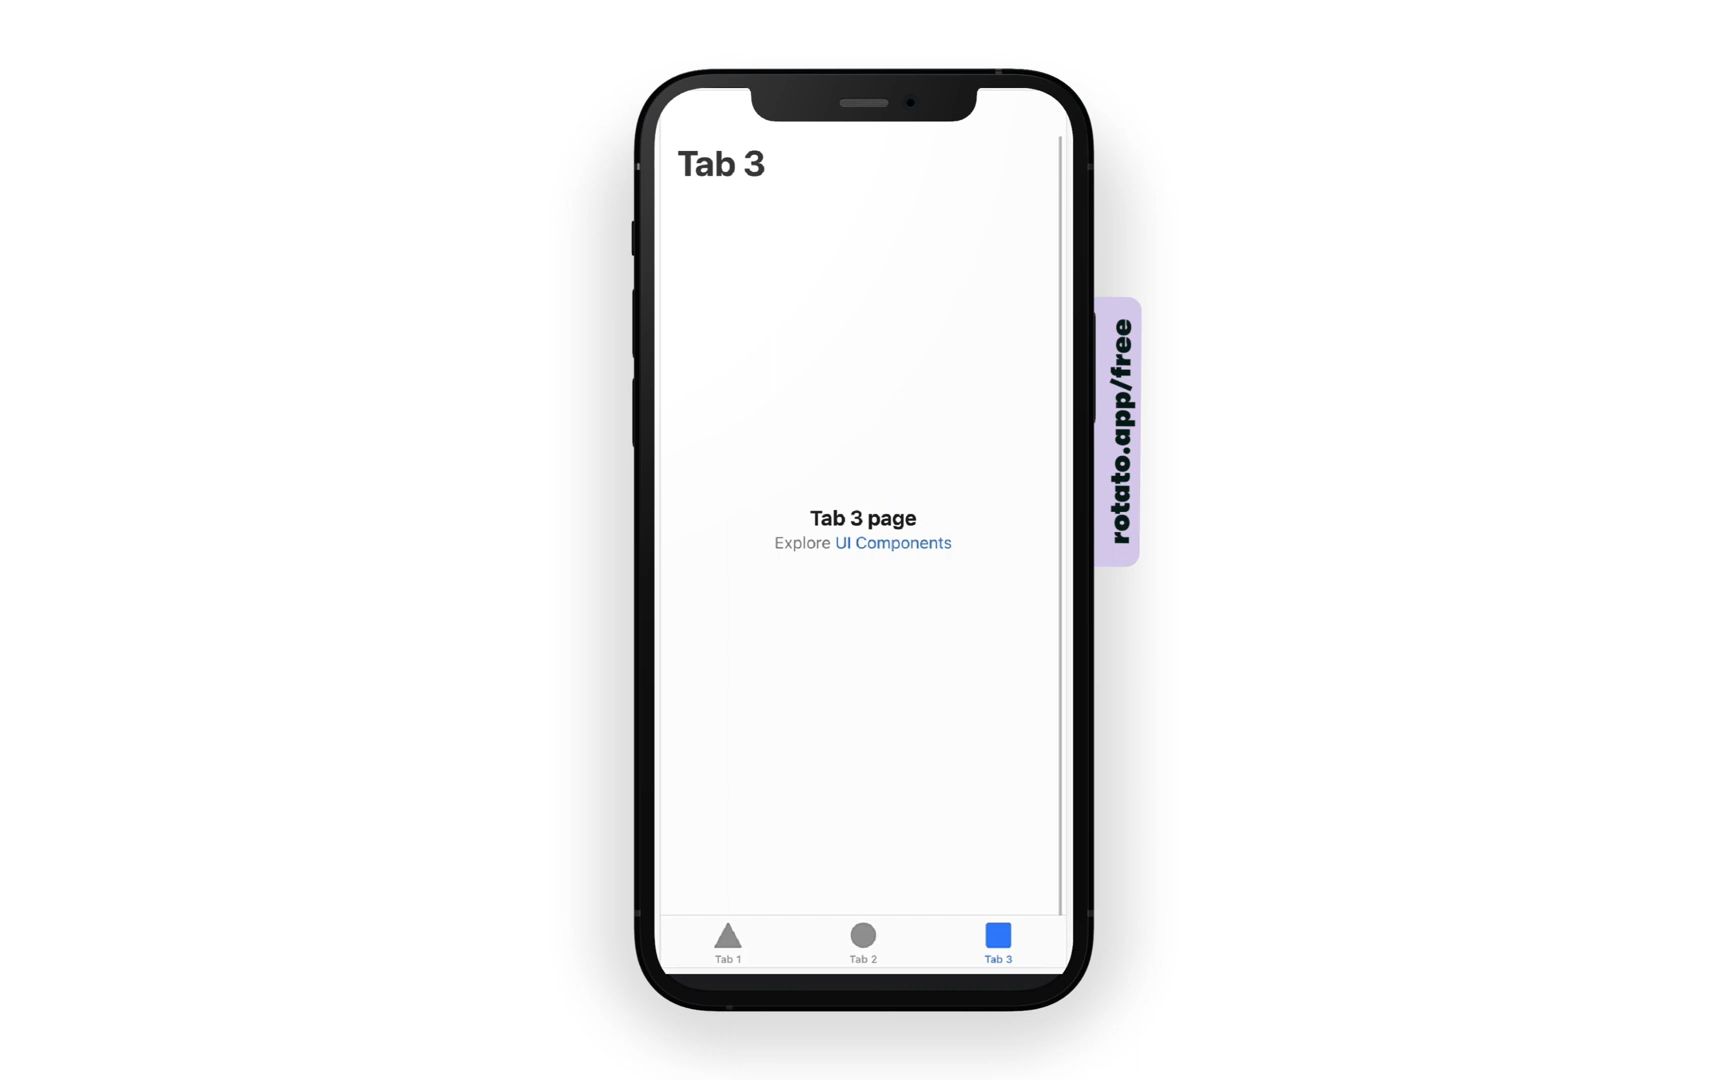 Tab 3
Tab 3 page
Explore UI Components
Tab 1
Tab 2
Tab 3
rotato.app/free